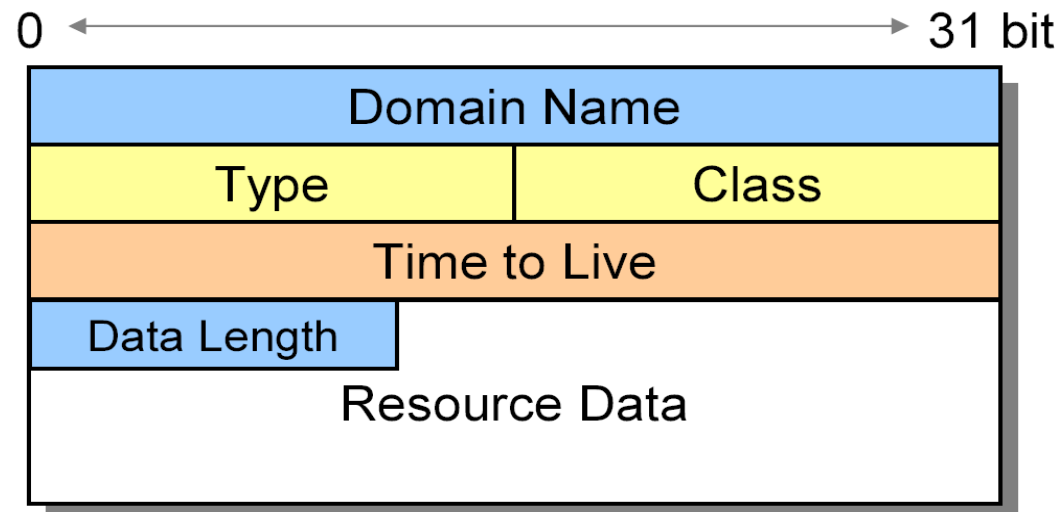 0 31 bit
Domain Name
Type Class
Time to Live
Data Length
Resource Data